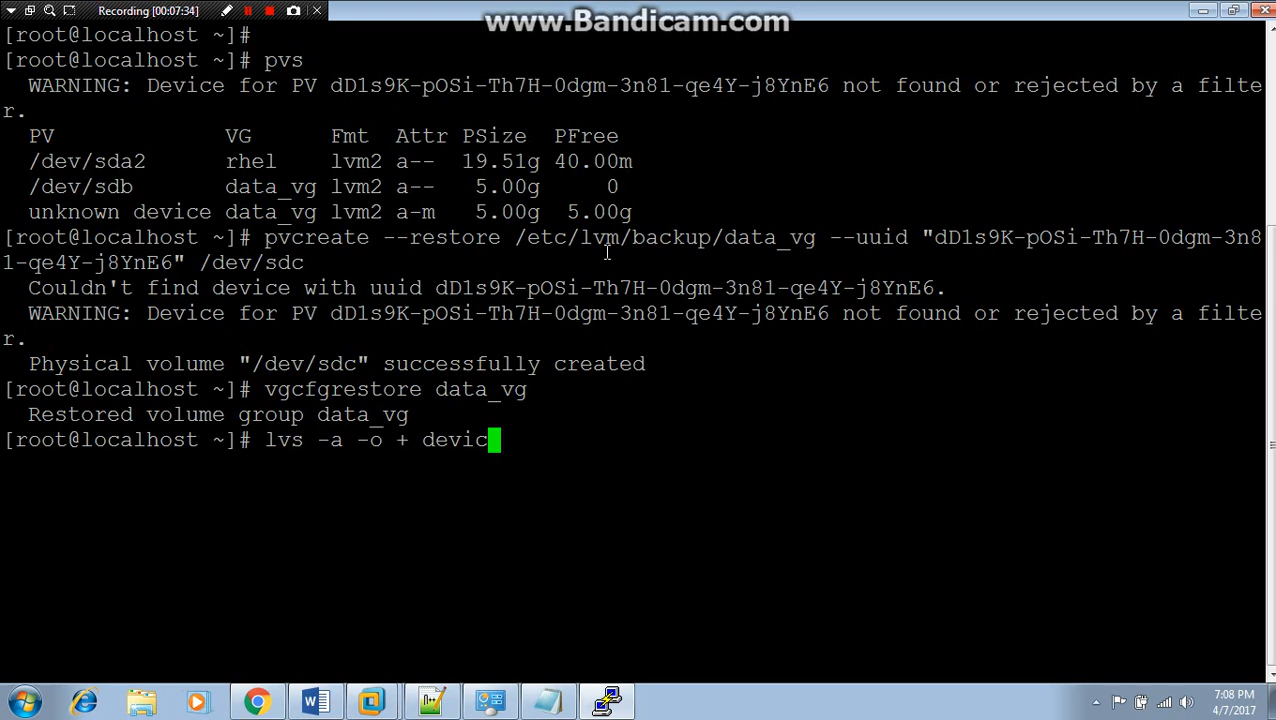 Recording [00:07:34]
www.Bandicam.com
[root@localhost ~]#
[root@localhost ~]# pvs
WARNING: Device for PV dD1s9K-pOSi-Th7H-0dgm-3n81-qe4Y-j8YnE6 not found or rejected by a filte
r.
PV VG Fmt Attr PSize PFree
/dev/sda2 rhel lvm2 a-- 19.51g 40.00m
/dev/sdb data_vg lvm2 a-- 5.00g 0
unknown device data_vg lvm2 a-m 5.00g 5.00g
[root@localhost ~]# pvcreate --restore /etc/lvm/backup/data_vg --uuid "dD1s9K-pOSi-Th7H-0dgm-3n8
1-qe4Y-j8YnE6" /dev/sdc
Couldn't find device with uuid dD1s9K-pOSi-Th7H-0dgm-3n81-qe4Y-j8YnE6.
WARNING: Device for PV dD1s9K-pOSi-Th7H-0dgm-3n81-qe4Y-j8YnE6 not found or rejected by a filte
r.
Physical volume "/dev/sdc" successfully created
[root@localhost ~]# vgcfgrestore data_vg
Restored volume group data_vg
[root@localhost ~]# lvs -a -o + devic
7:08 PM
4/7/2017